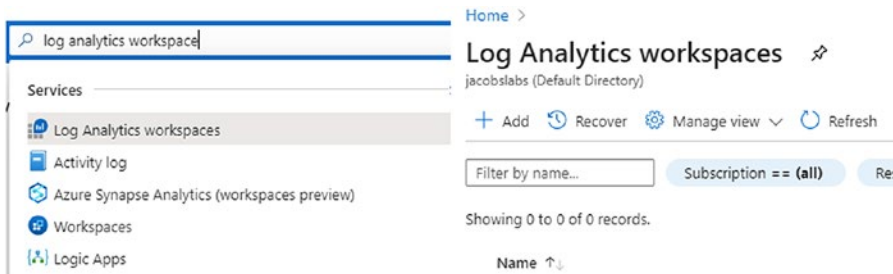 log analytics workspace
Services
Log Analytics workspaces
Activity log
Azure Synapse Analytics (workspaces preview)
Workspaces
Logic Apps
Home >
Log Analytics workspaces
jacobslabs (Default Directory)
+ Add Recover Manage view Refresh
Filter by name... Subscription == (all) Re
Showing 0 to 0 of 0 records.
Name ↑↓